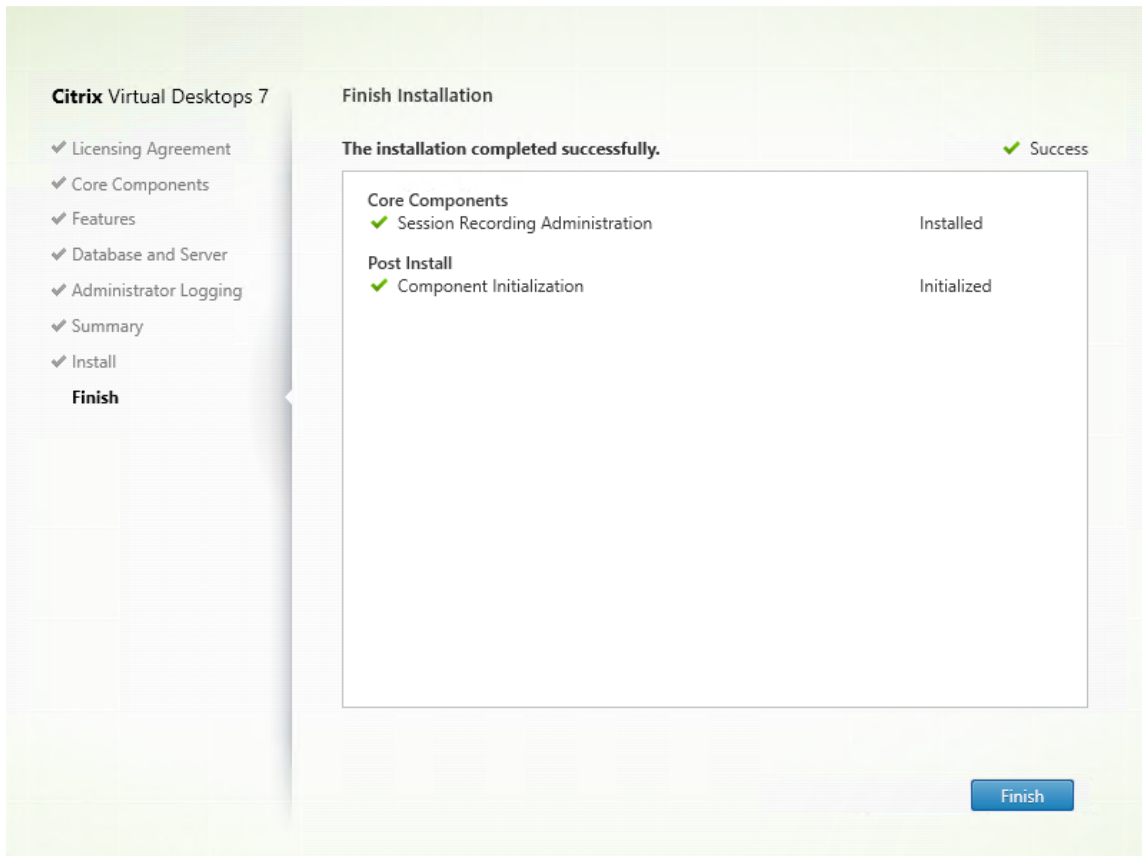 Citrix Virtual Desktops 7
Licensing Agreement
Core Components
Features
Database and Server
Administrator Logging
Summary
Install
Finish
Finish Installation
The installation completed successfully.
Success
Core Components
Session Recording Administration Installed
Post Install
Component Initialization Initialized
Finish